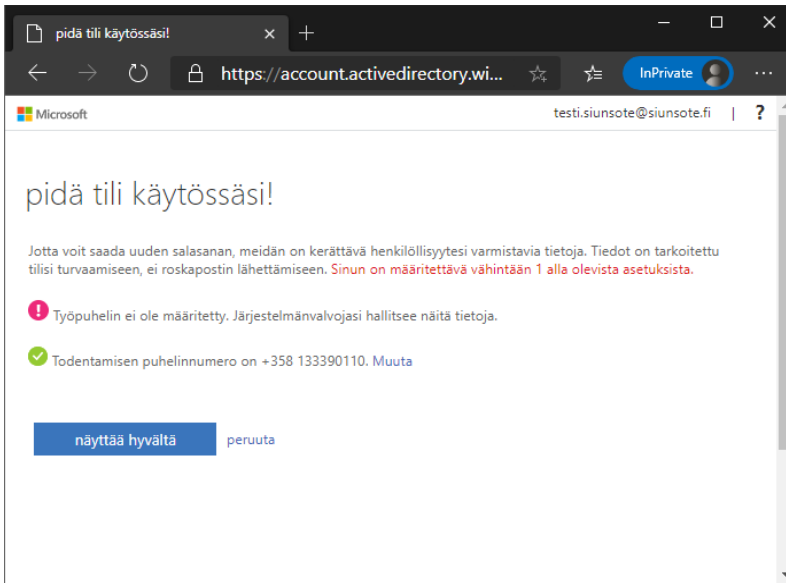 pidä tili käytössäsi!
https://account.activedirectory.wi...
InPrivate
Microsoft
testi.siunsote@siunsote.fi | ?
pidä tili käytössäsi!
Jotta voit saada uuden salasanan, meidän on kerättävä henkilöllisyytesi varmistavia tietoja. Tiedot on tarkoitettu
tilisi turvaamiseen, ei roskapostin lähettämiseen. Sinun on määritettävä vähintään 1 alla olevista asetuksista.
Työpuhelin ei ole määritetty. Järjestelmänvalvojasi hallitsee näitä tietoja.
Todentamisen puhelinnumero on +358 133390110. Muuta
näyttää hyvältä
peruuta